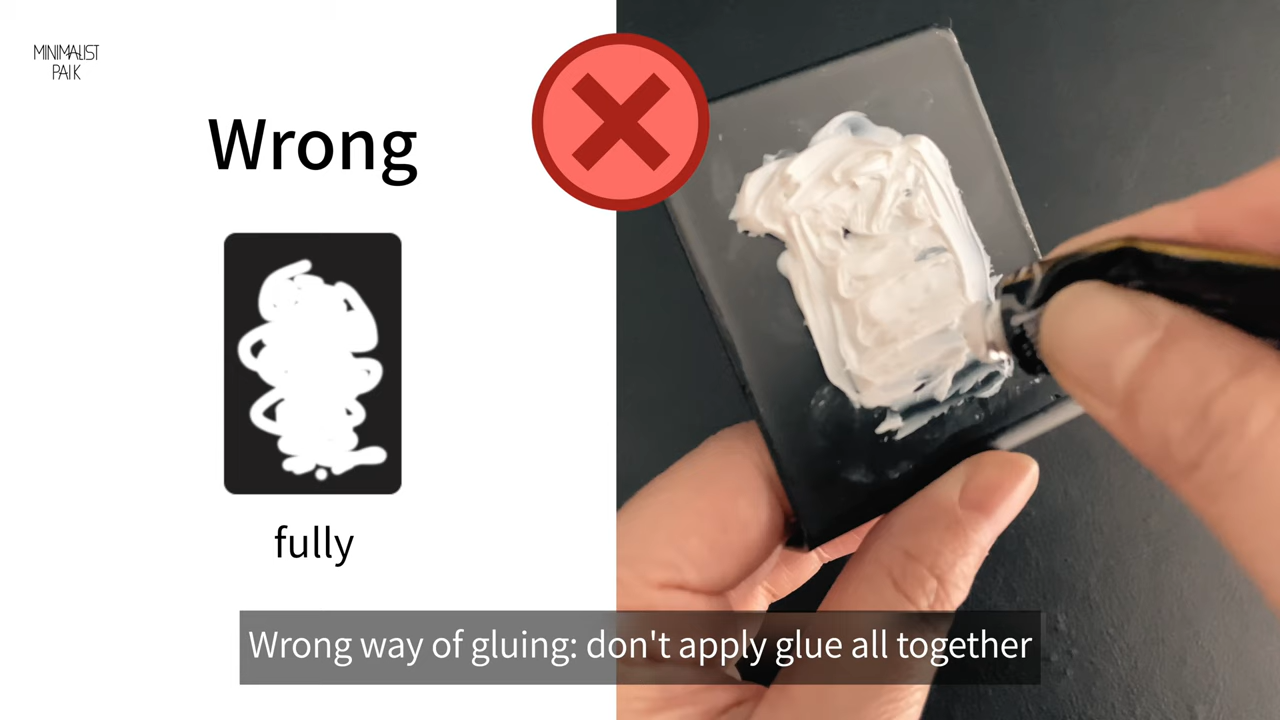 MINIMALIST
PAIK
Wrong
fully
Wrong way of gluing: don't apply glue all together